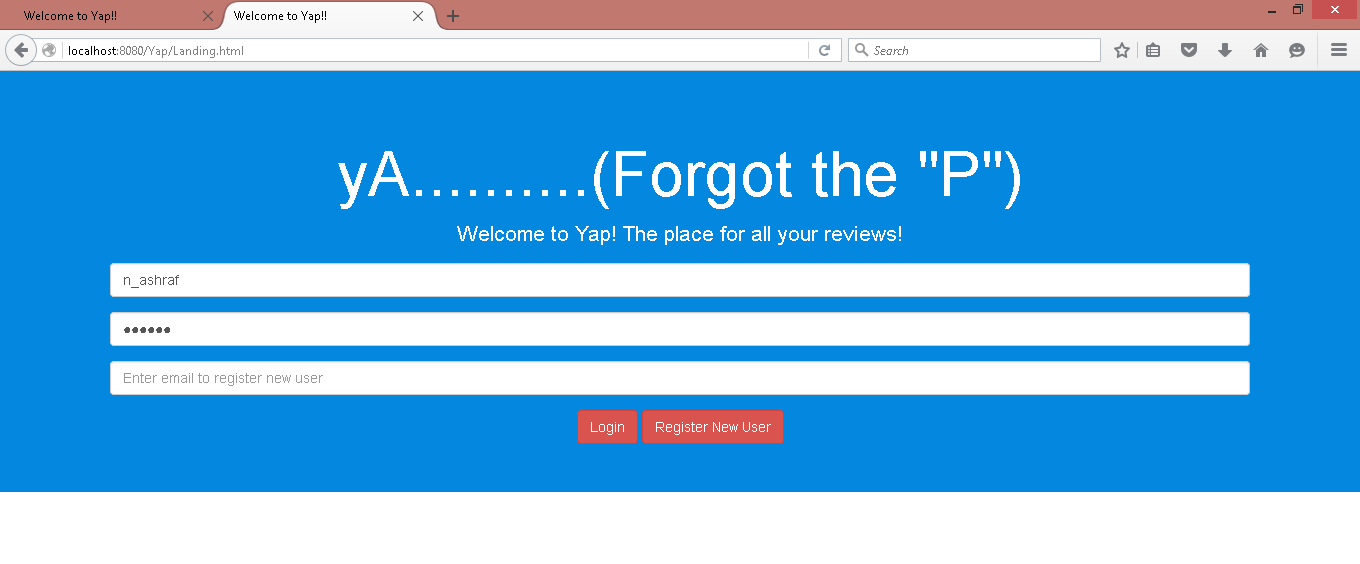 Welcome to Yap!! Welcome to Yap!!
localhost:8080/Yap/Landing.html Search
yA..........(Forgot the "P")
Welcome to Yap! The place for all your reviews!
n_ashraf
●●●●●●
Enter email to register new user
Login Register New User